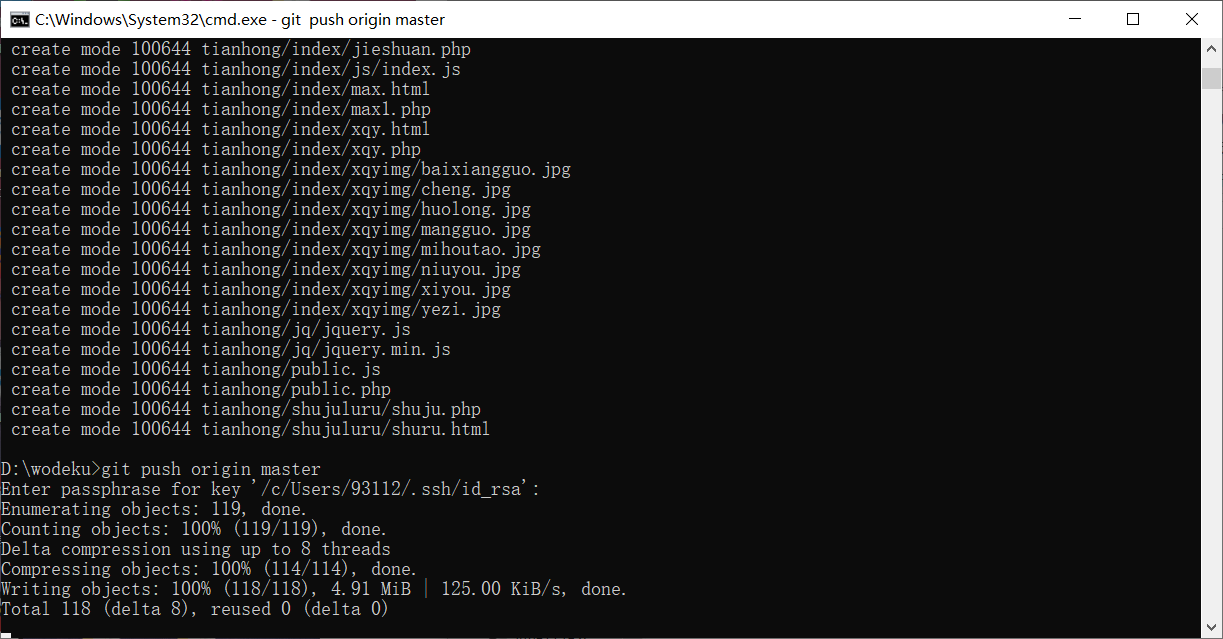 C:\Windows\System32\cmd.exe - git  push origin master
create mode 100644 tianhong/index/jieshuan.php
create mode 100644 tianhong/index/js/index.js
create mode 100644 tianhong/index/max.html
create mode 100644 tianhong/index/max1.php
create mode 100644 tianhong/index/xqy.html
create mode 100644 tianhong/index/xqy.php
create mode 100644 tianhong/index/xqyimg/baixiangguo.jpg
create mode 100644 tianhong/index/xqyimg/cheng.jpg
create mode 100644 tianhong/index/xqyimg/huolong.jpg
create mode 100644 tianhong/index/xqyimg/mangguo.jpg
create mode 100644 tianhong/index/xqyimg/mihoutao.jpg
create mode 100644 tianhong/index/xqyimg/niuyou.jpg
create mode 100644 tianhong/index/xqyimg/xiyou.jpg
create mode 100644 tianhong/index/xqyimg/yezi.jpg
create mode 100644 tianhong/jq/jquery.js
create mode 100644 tianhong/jq/jquery.min.js
create mode 100644 tianhong/public.js
create mode 100644 tianhong/public.php
create mode 100644 tianhong/shujuluru/shuju.php
create mode 100644 tianhong/shujuluru/shuru.html
D:\wodeku>git push origin master
Enter passphrase for key '/c/Users/93112/.ssh/id_rsa':
Enumerating objects: 119, done.
Counting objects: 100% (119/119), done.
Delta compression using up to 8 threads
Compressing objects: 100% (114/114), done.
Writing objects: 100% (118/118), 4.91 MiB | 125.00 KiB/s, done.
Total 118 (delta 8), reused 0 (delta 0)